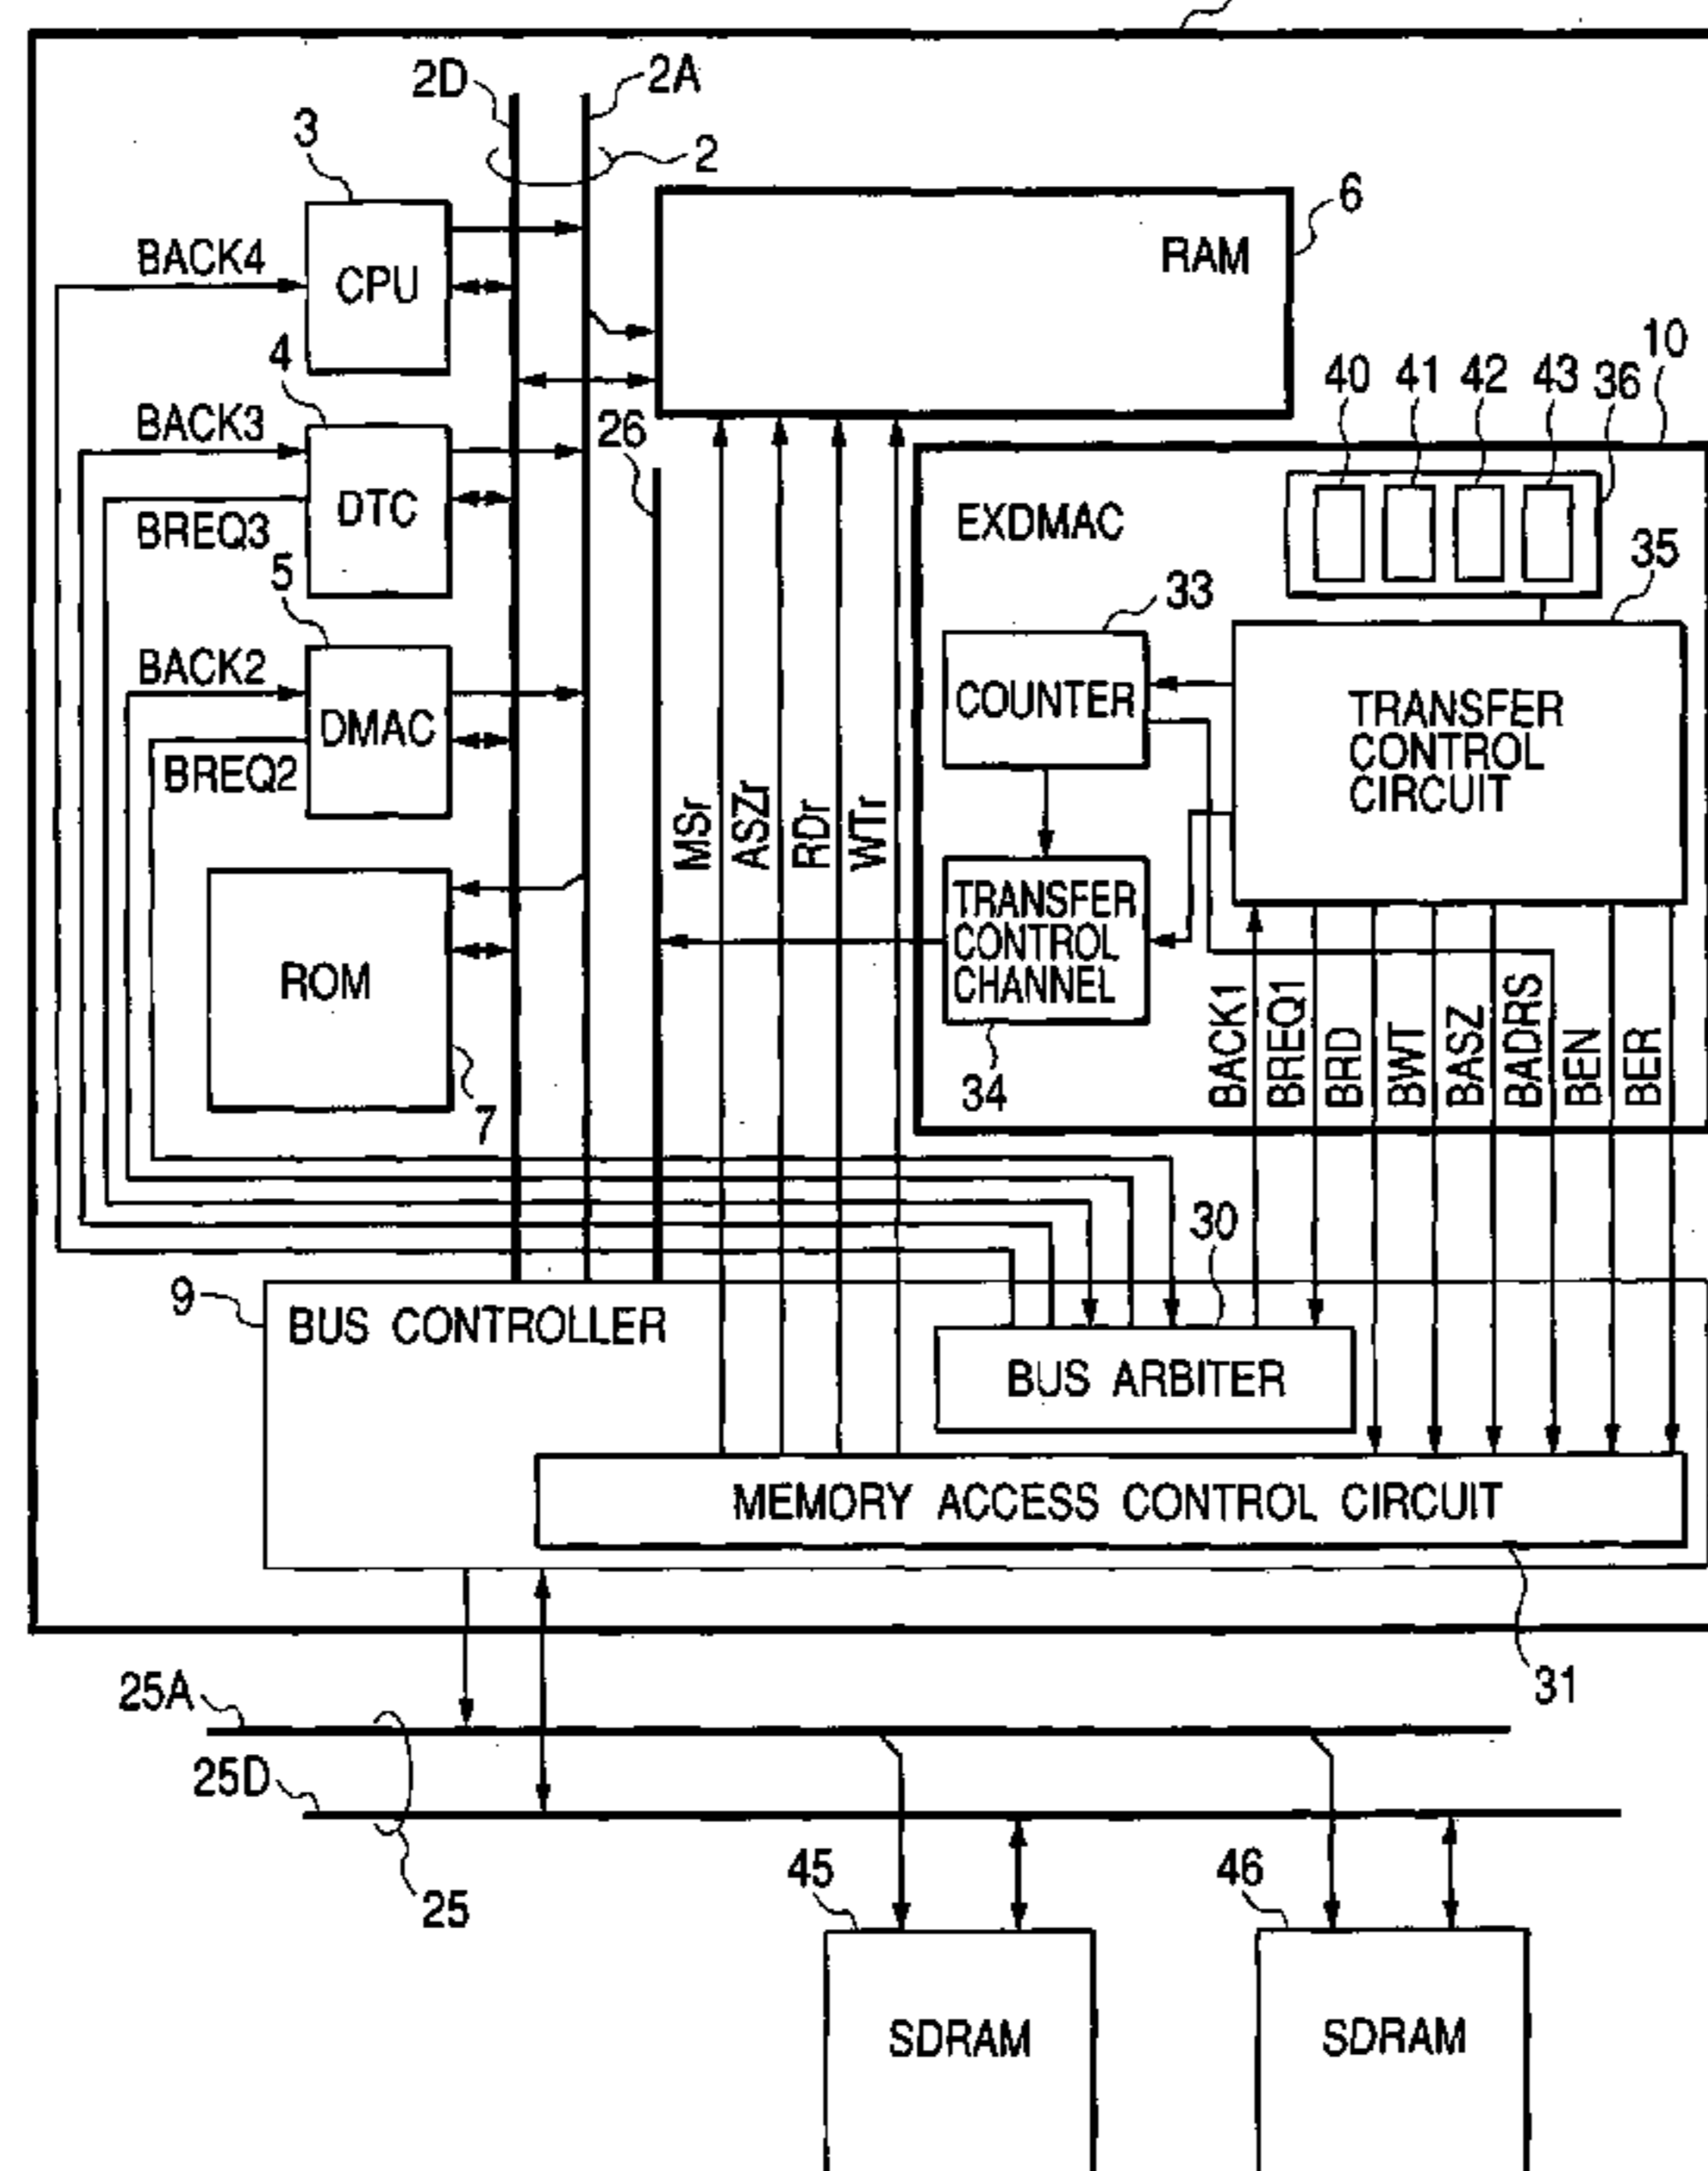 2D
2A
3
2
6
RAM
BACK4
CPU
4
10
40
41
42
43
36
BACK3
26
DTC
EXDMAC
BREQ3
35
5
33
BACK2
COUNTER
TRANSFER
CONTROL
CIRCUIT
DMAC
BREQ2
MSr
ASZr
RDr
WTr
TRANSFER
CONTROL
CHANNEL
ROM
BACK1
BREQ1
BRD
BWT
BASZ
BADRS
BEN
BER
34
7
30
9
BUS CONTROLLER
BUS ARBITER
MEMORY ACCESS CONTROL CIRCUIT
31
25A
25D
45
46
25
SDRAM
SDRAM